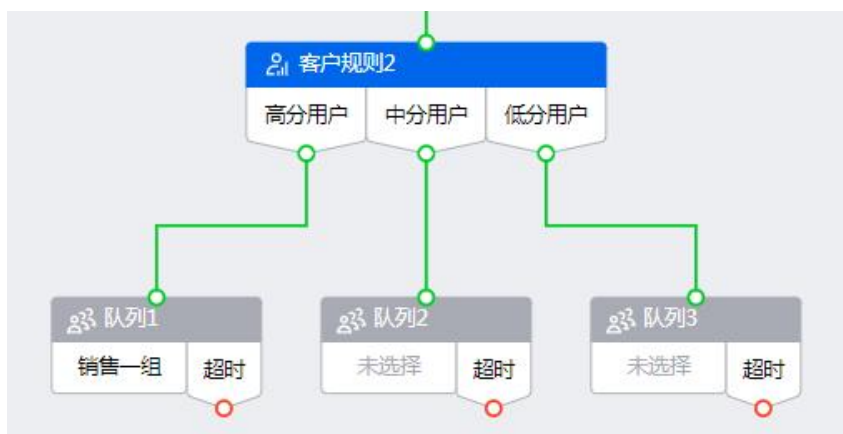 客户规则2
高分用户 中分用户 低分用户
队列1 队列2 队列3
销售一组 超时 未选择 超时 未选择 超时